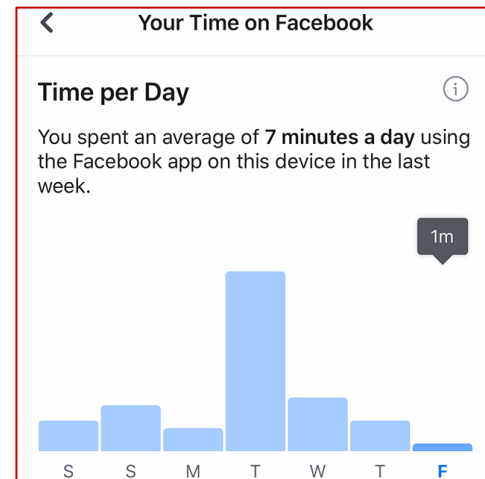 Your Time on Facebook
Time per Day
You spent an average of 7 minutes a day using
the Facebook app on this device in the last
week.
1m
S S M T W T F